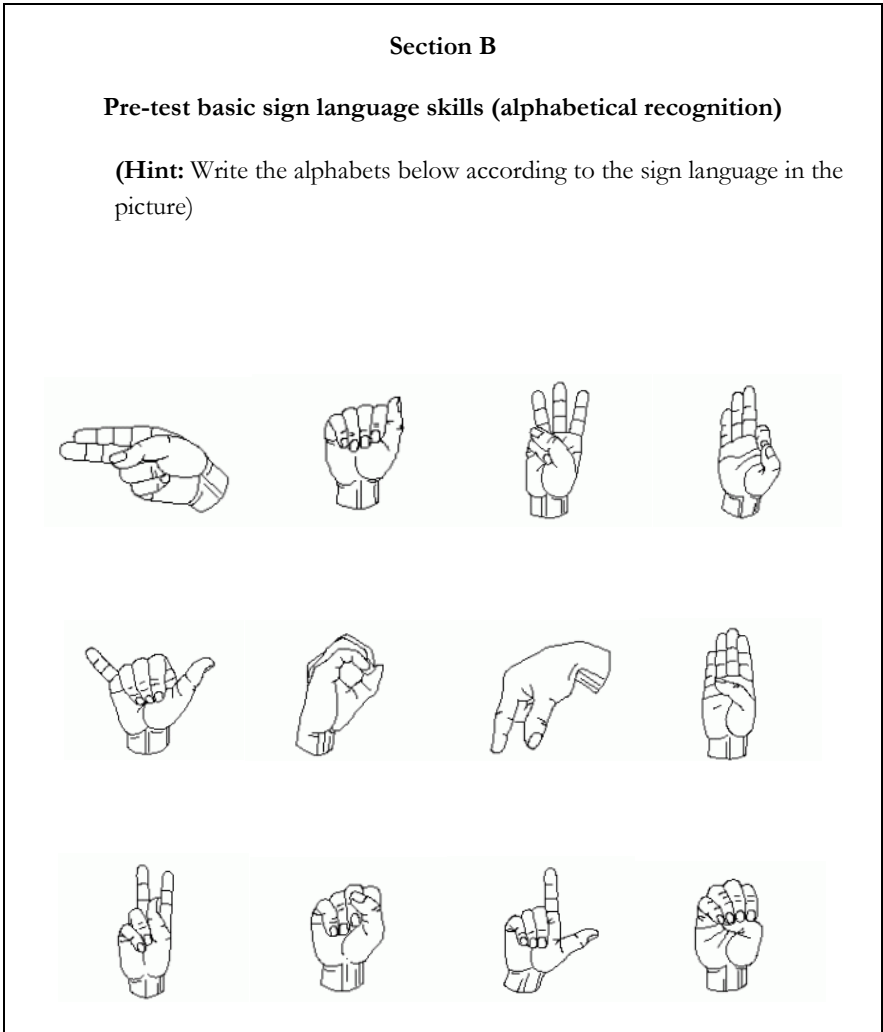 Section B
Pre-test basic sign language skills (alphabetical recognition)
(Hint: Write the alphabets below according to the sign language in the
picture)